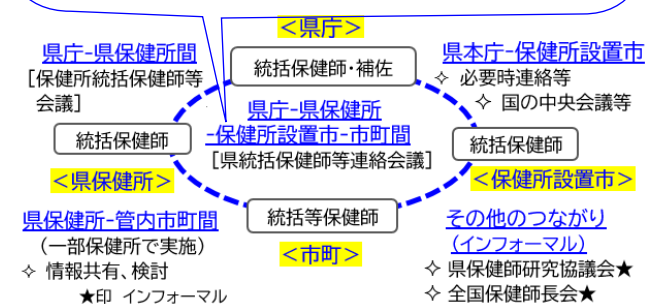 <県庁>
県庁-県保健所間
[保健所統括保健師等
会議]
統括保健師・補佐
県本庁-保健所設置市
✧ 必要時連絡等
✧ 国の中央会議等
県庁-県保健所
-保健所設置市-市町間
[県統括保健師等連絡会議]
統括保健師
<県保健所>
統括保健師
<保健所設置市>
県保健所-管内市町間
(一部保健所で実施)
✧ 情報共有、検討
★印 インフォーマル
統括等保健師
<市町>
その他のつながり
(インフォーマル)
✧ 県保健師研究協議会★
✧ 全国保健師長会★